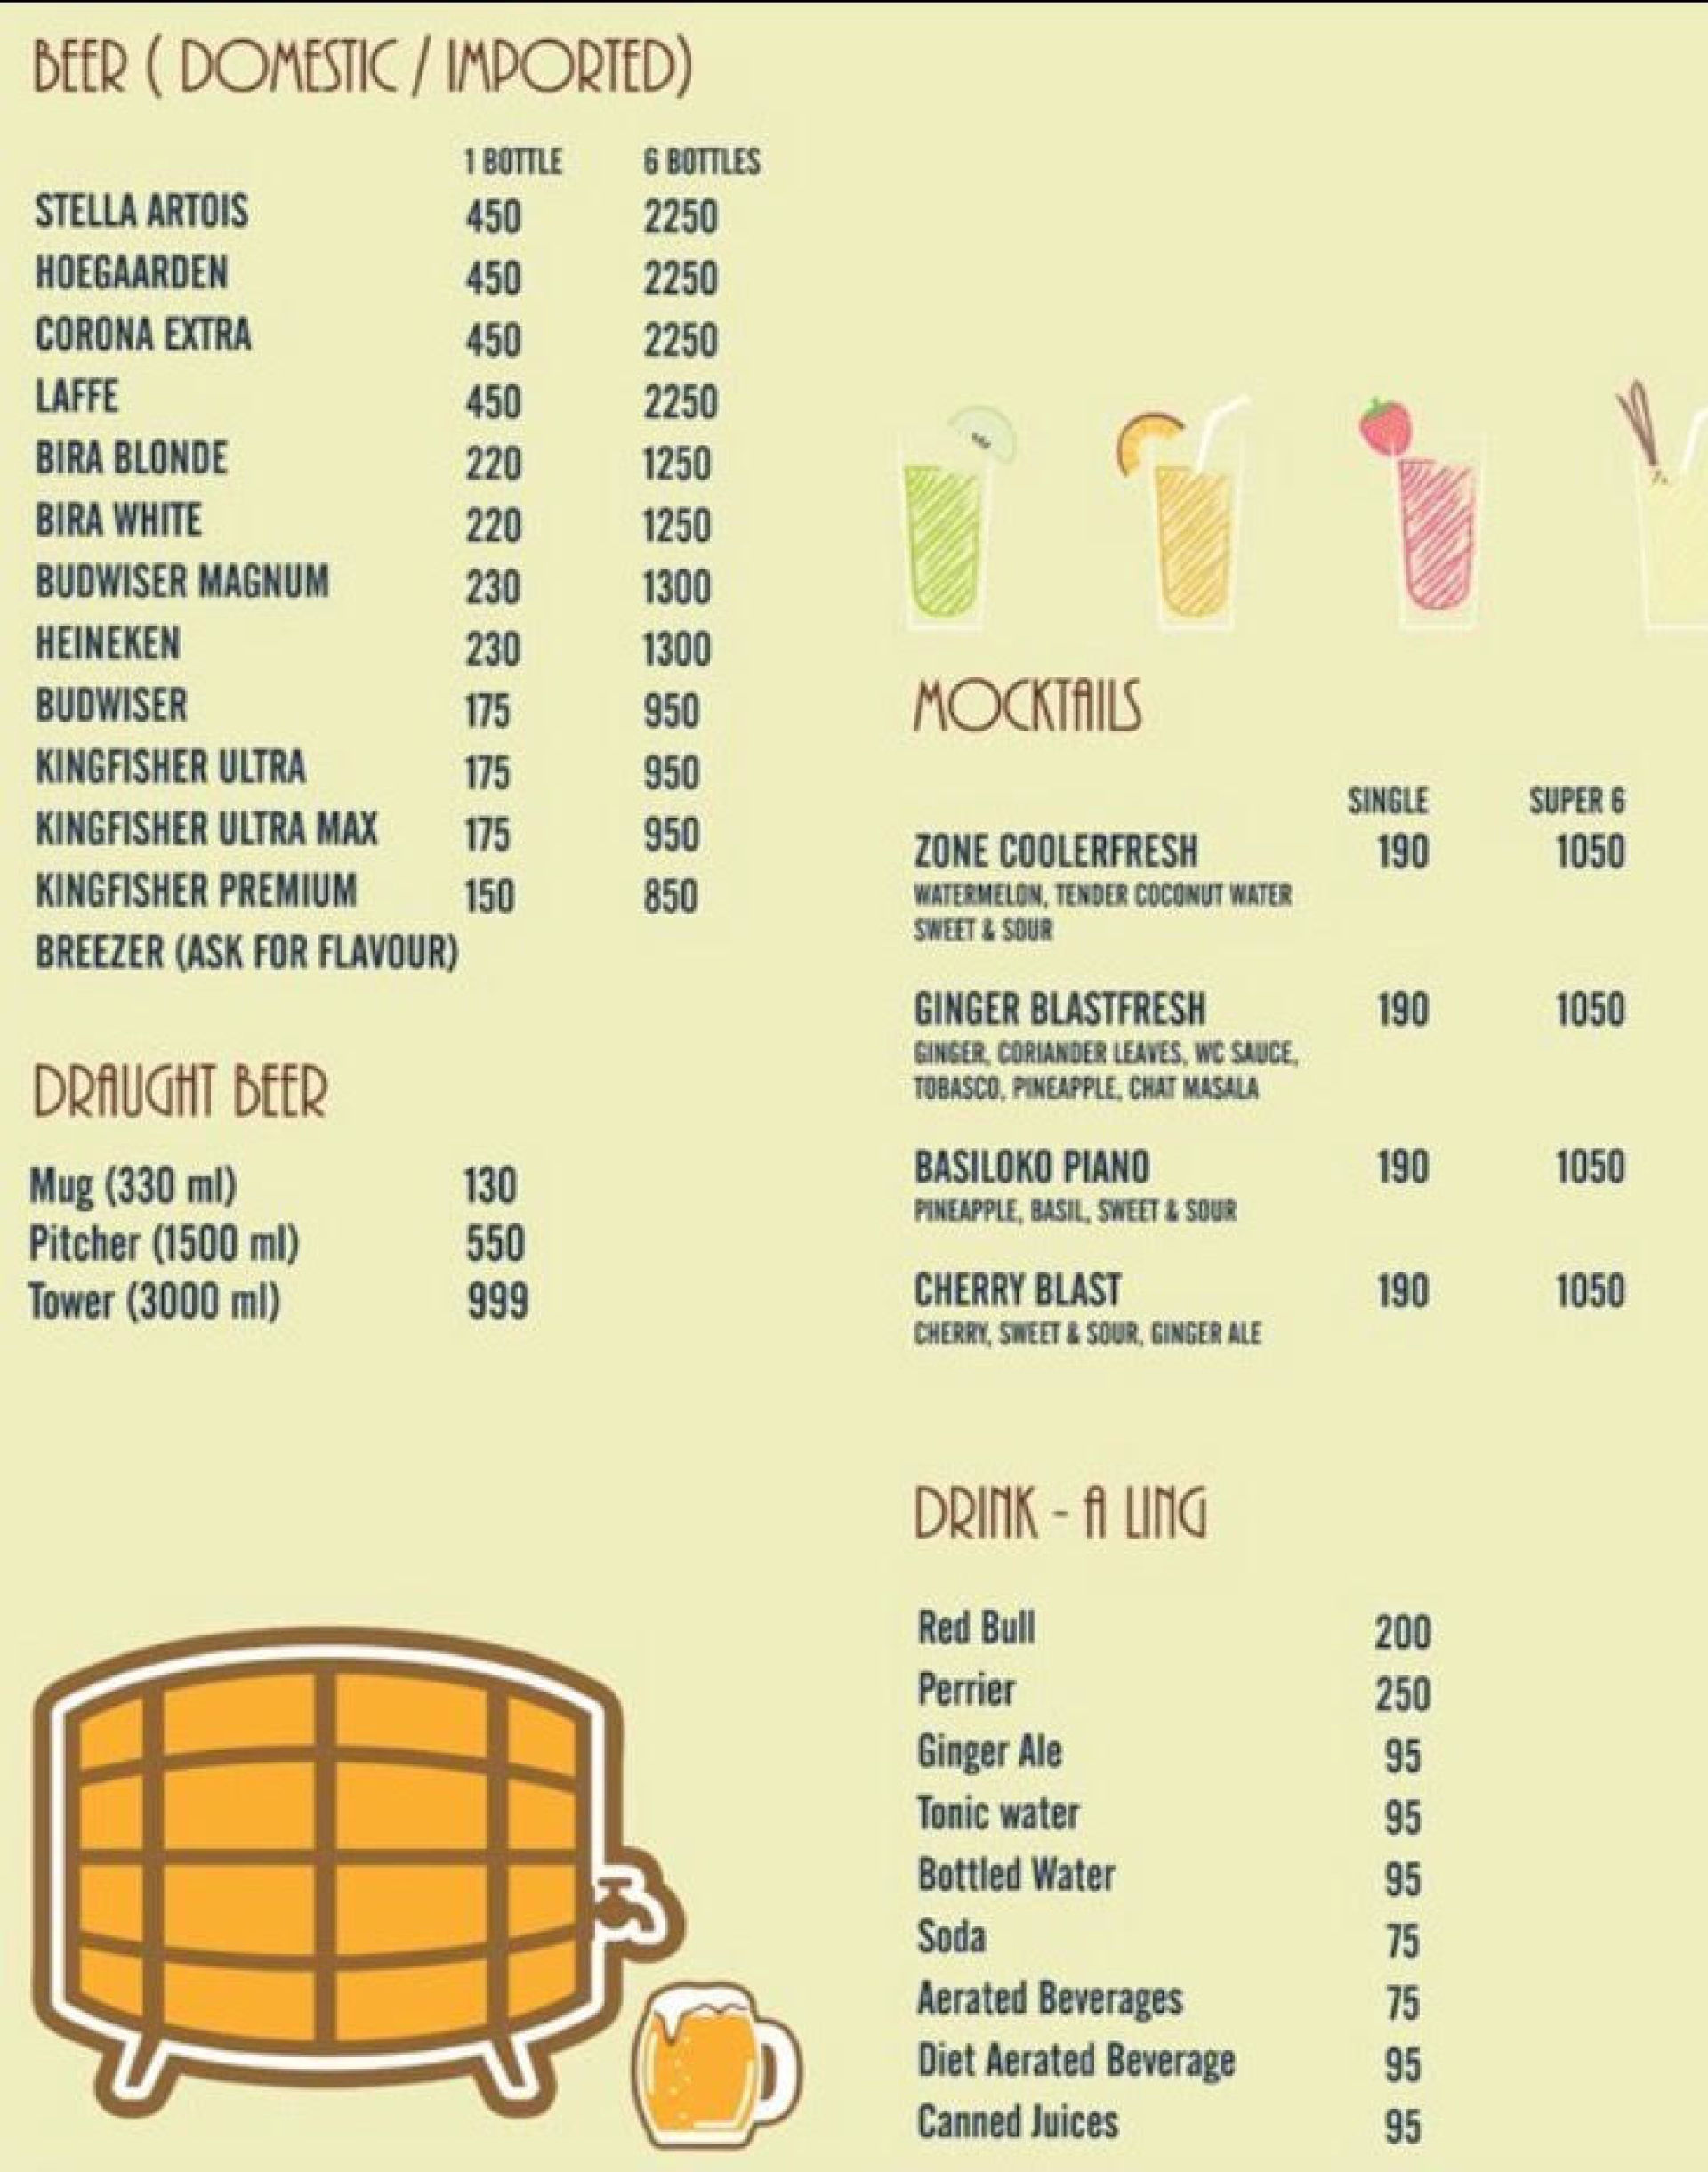 BEER ( DOMESTIC / IMPORTED)
1 BOTTLE 6 BOTTLES
STELLA ARTOIS 450 2250
HOEGAARDEN 450 2250
CORONA EXTRA 450 2250
LAFFE 450 2250
BIRA BLONDE 220 1250
BIRA WHITE 220 1250
BUDWISER MAGNUM 230 1300
HEINEKEN 230 1300
BUDWISER 175 950
KINGFISHER ULTRA 175 950
KINGFISHER ULTRA MAX 175 950
KINGFISHER PREMIUM 150 850
BREEZER (ASK FOR FLAVOUR)
DRAUGHT BEER
Mug (330 ml) 130
Pitcher (1500 ml) 550
Tower (3000 ml) 999
MOCKTAILS
SINGLE SUPER 6
ZONE COOLERFRESH 190 1050
WATERMELON, TENDER COCONUT WATER
SWEET & SOUR
GINGER BLASTFRESH 190 1050
GINGER, CORIANDER LEAVES, WC SAUCE,
TOBASCO, PINEAPPLE, CHAT MASALA
BASILOKO PIANO 190 1050
PINEAPPLE, BASIL, SWEET & SOUR
CHERRY BLAST 190 1050
CHERRY, SWEET & SOUR, GINGER ALE
DRINK - A LING
Red Bull 200
Perrier 250
Ginger Ale 95
Tonic water 95
Bottled Water 95
Soda 75
Aerated Beverages 75
Diet Aerated Beverage 95
Canned Juices 95